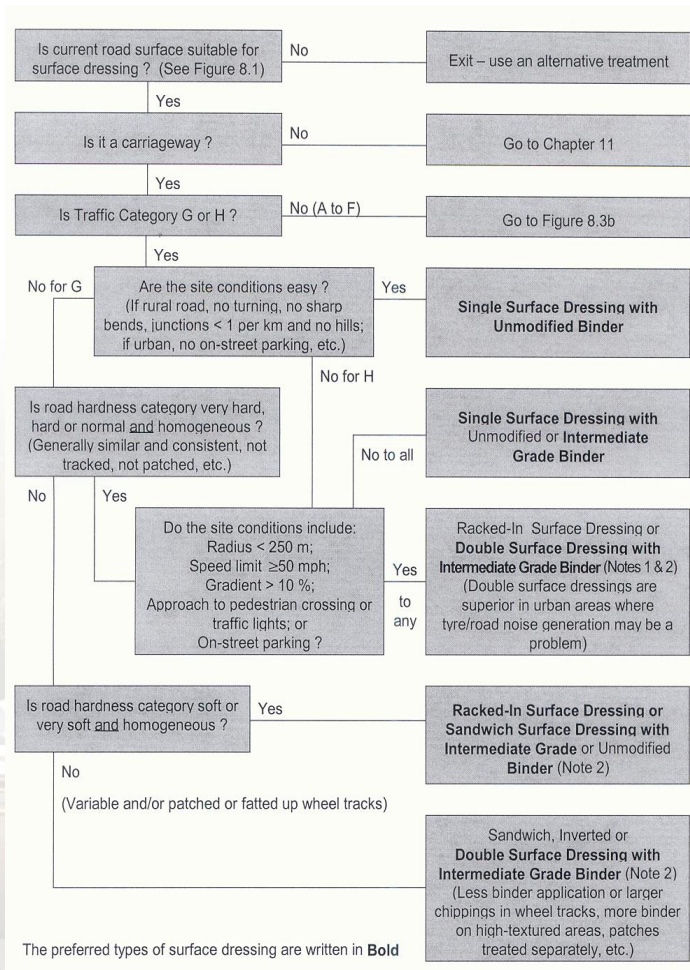 Is current road surface suitable for
surface dressing ? (See Figure 8.1)
No
Exit – use an alternative treatment
Yes
Is it a carriageway ?
No
Go to Chapter 11
Yes
Is Traffic Category G or H ?
No (A to F)
Go to Figure 8.3b
Yes
No for G
Are the site conditions easy ?
(If rural road, no turning, no sharp
bends, junctions < 1 per km and no hills;
if urban, no on-street parking, etc.)
Yes
Single Surface Dressing with
Unmodified Binder
No for H
Is road hardness category very hard,
hard or normal and homogeneous ?
(Generally similar and consistent, not
tracked, not patched, etc.)
No to all
Single Surface Dressing with
Unmodified or Intermediate
Grade Binder
No
Yes
Do the site conditions include:
Radius < 250 m;
Speed limit ≥50 mph;
Gradient > 10 %;
Approach to pedestrian crossing or
traffic lights; or
On-street parking ?
Yes
to
any
Racked-In Surface Dressing or
Double Surface Dressing with
Intermediate Grade Binder (Notes 1 & 2)
(Double surface dressings are
superior in urban areas where
tyre/road noise generation may be a
problem)
Is road hardness category soft or
very soft and homogeneous ?
Yes
Racked-In Surface Dressing or
Sandwich Surface Dressing with
Intermediate Grade or Unmodified
Binder (Note 2)
No
(Variable and/or patched or fatted up wheel tracks)
Sandwich, Inverted or
Double Surface Dressing with
Intermediate Grade Binder (Note 2)
(Less binder application or larger
chippings in wheel tracks, more binder
on high-textured areas, patches
treated separately, etc.)
The preferred types of surface dressing are written in Bold